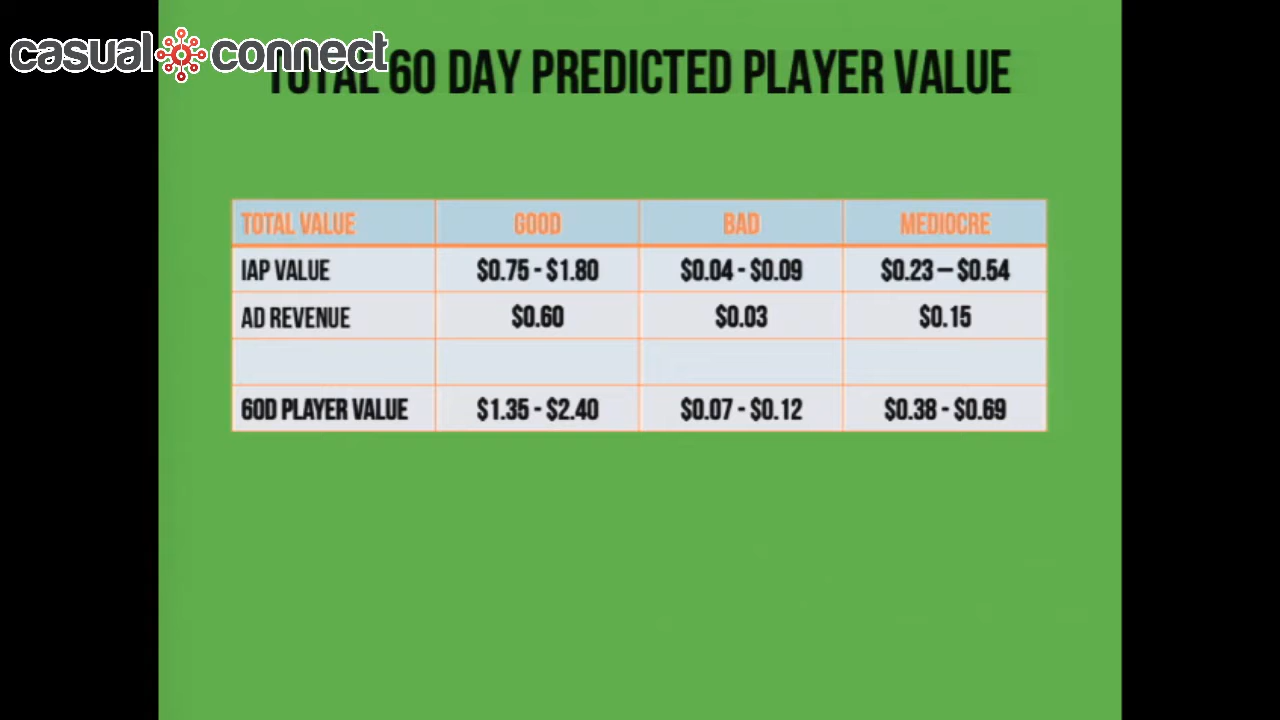 casual connect
TOTAL 60 DAY PREDICTED PLAYER VALUE
TOTAL VALUE GOOD BAD MEDIOCRE
IAP VALUE $0.75 - $1.80 $0.04 - $0.09 $0.23 – $0.54
AD REVENUE $0.60 $0.03 $0.15
60D PLAYER VALUE $1.35 - $2.40 $0.07 - $0.12 $0.38 - $0.69